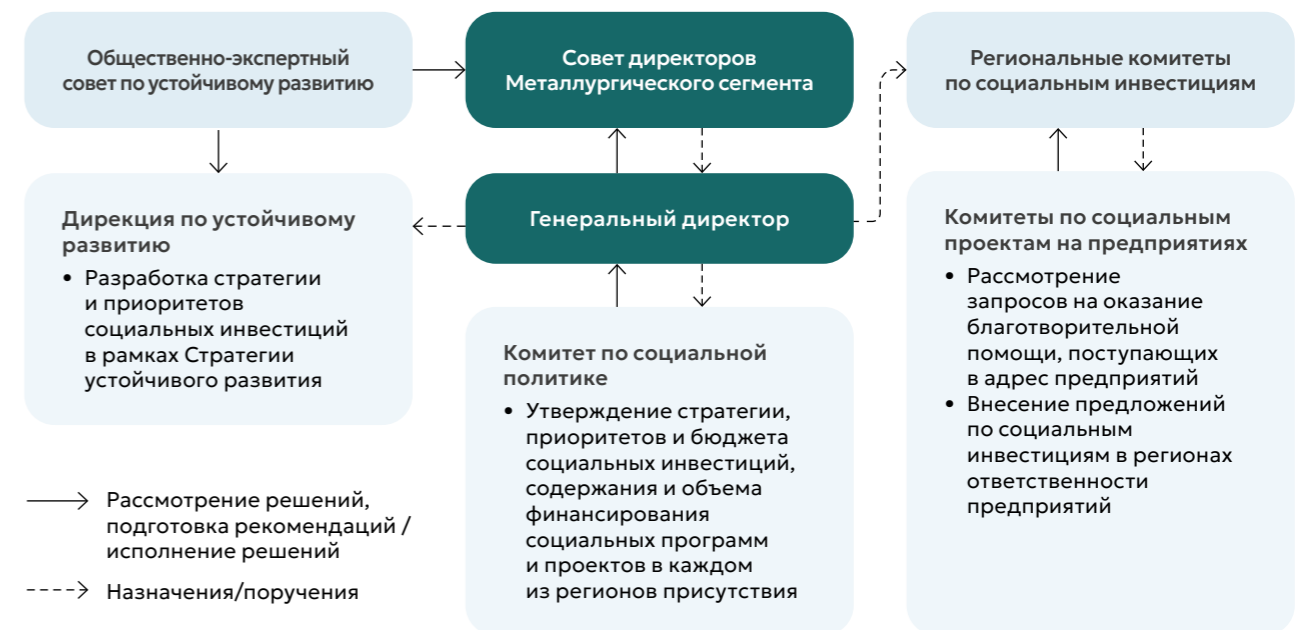 Общественно-экспертный
совет по устойчивому развитию
Совет директоров
Металлургического сегмента
Региональные комитеты
по социальным инвестициям
Дирекция по устойчивому
развитию
• Разработка стратегии
и приоритетов
социальных инвестиций
в рамках Стратегии
устойчивого развития
Генеральный директор
Комитет по социальной
политике
• Утверждение стратегии,
приоритетов и бюджета
социальных инвестиций,
содержания и объема
финансирования
социальных программ
и проектов в каждом
из регионов присутствия
Комитеты по социальным
проектам на предприятиях
• Рассмотрение
запросов на оказание
благотворительной
помощи, поступающих
в адрес предприятий
• Внесение предложений
по социальным
инвестициям в регионах
ответственности
предприятий
Рассмотрение решений,
подготовка рекомендаций /
исполнение решений
Назначения/поручения